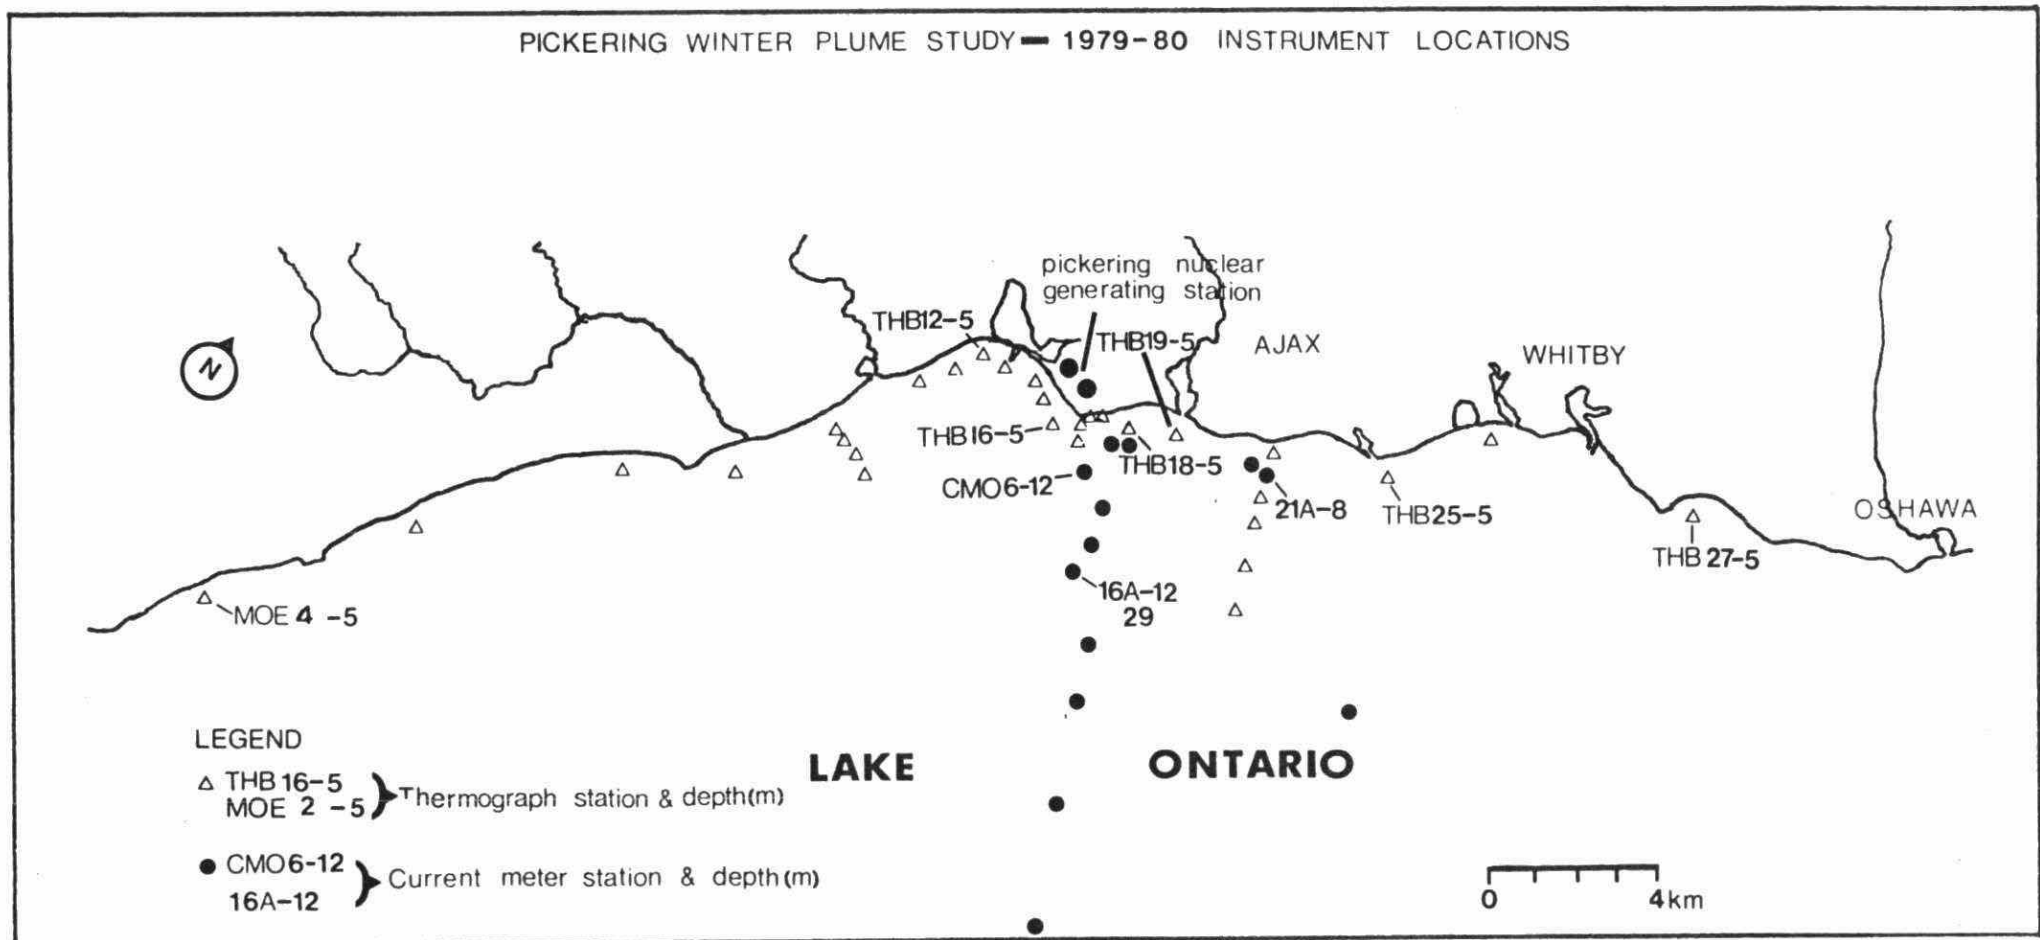 PICKERING WINTER PLUME STUDY — 1979-80 INSTRUMENT LOCATIONS
pickering nuclear
generating station
THB12-5
THB19-5
AJAX
WHITBY
N
THB16-5
THB18-5
CMO6-12
21A-8
THB25-5
OSHAWA
THB 27-5
16A-12
29
MOE 4 -5
LEGEND
THB 16-5
MOE 2 -5
Thermograph station & depth(m)
LAKE ONTARIO
CMO6-12
16A-12
Current meter station & depth(m)
0 4km